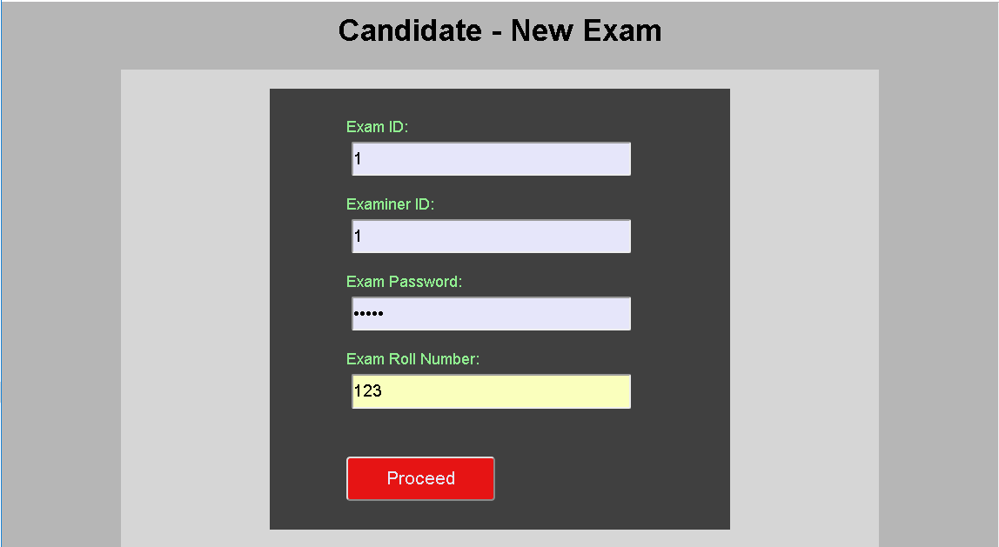 Candidate - New Exam
Exam ID:
1
Examiner ID:
1
Exam Password:
•••••
Exam Roll Number:
123
Proceed